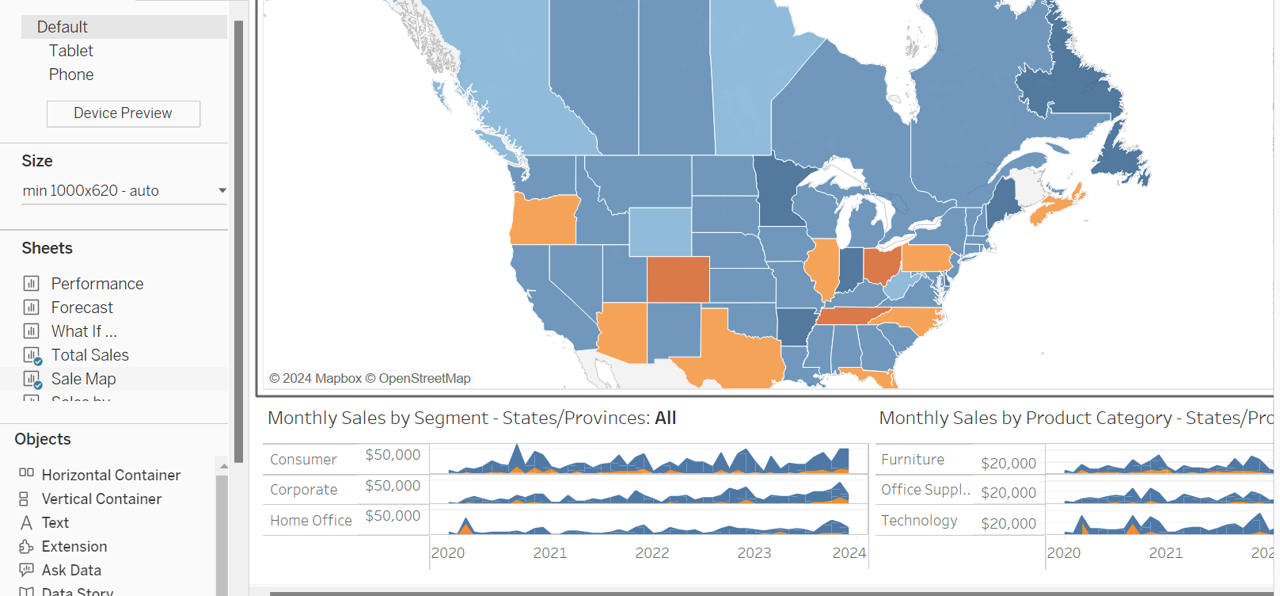 Default
Tablet
Phone
Device Preview
Size
min 1000x620 - auto
Sheets
Performance
Forecast
What If ...
Total Sales
Sale Map
Sales by
Objects
Horizontal Container
Vertical Container
Text
Extension
Ask Data
Data Story
© 2024 Mapbox © OpenStreetMap
Monthly Sales by Segment - States/Provinces: All
Consumer $50,000
Corporate $50,000
Home Office $50,000
2020 2021 2022 2023 2024
Monthly Sales by Product Category - States/Pro
Furniture $20,000
Office Suppl.. $20,000
Technology $20,000
2020 2021 202